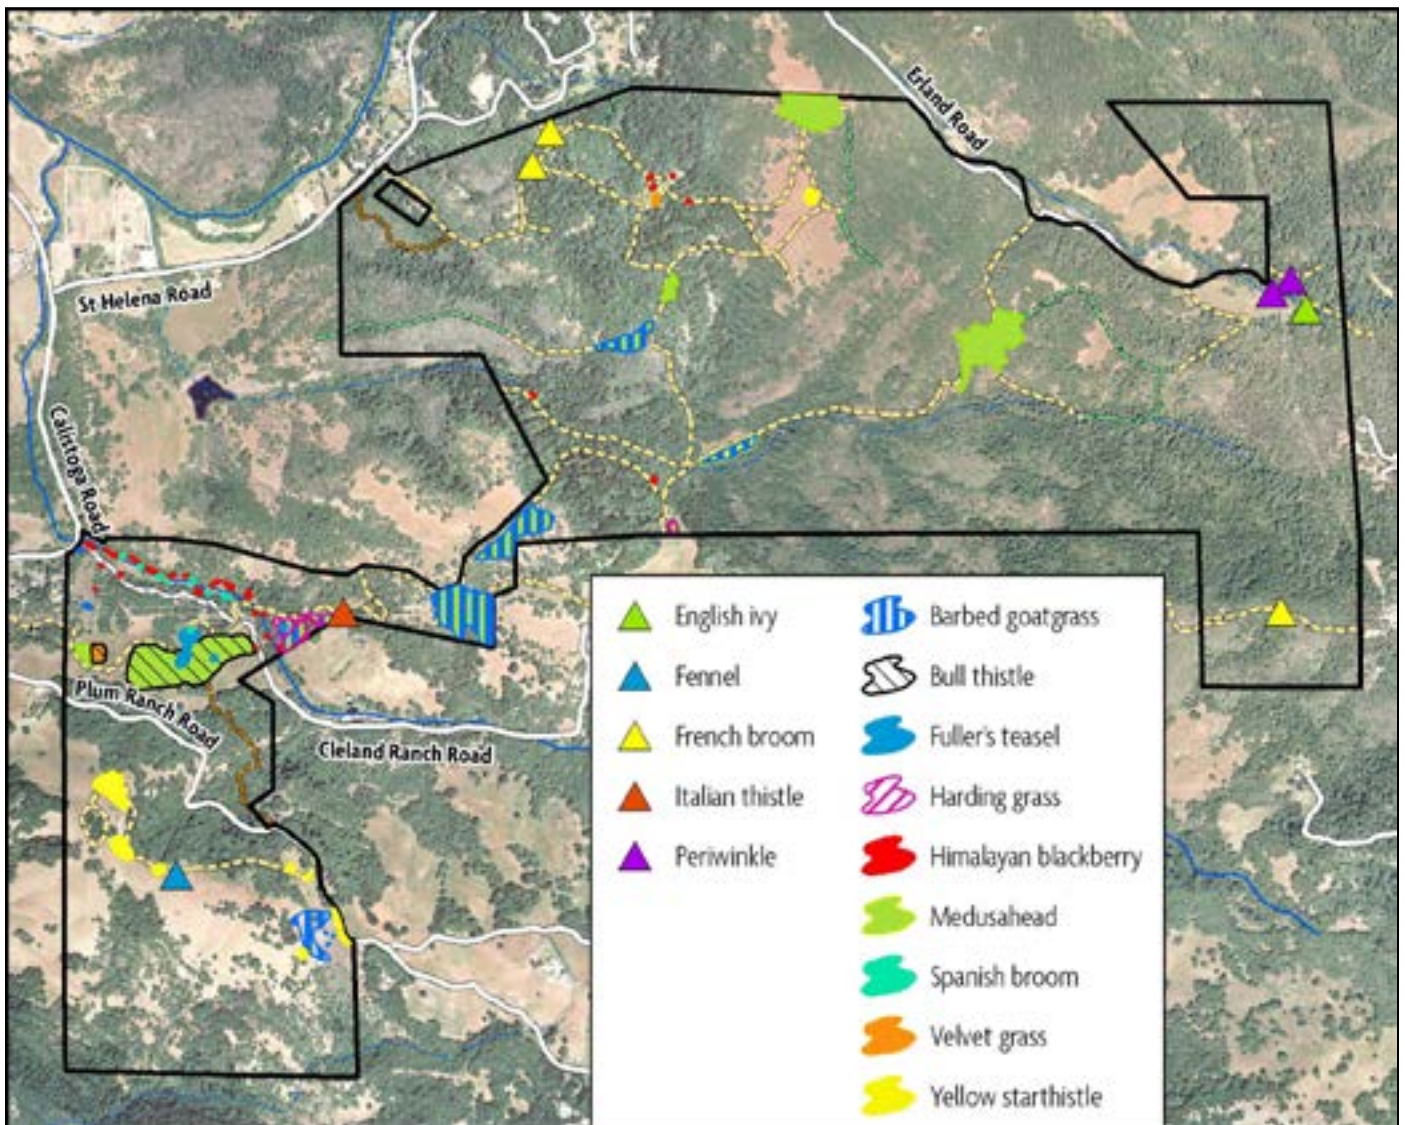 Erland Road
St Helena Road
Calistoga Road
Plum Ranch Road
Cleland Ranch Road
English ivy
Fennel
French broom
Italian thistle
Periwinkle
Barbed goatgrass
Bull thistle
Fuller's teasel
Harding grass
Himalayan blackberry
Medusahead
Spanish broom
Velvet grass
Yellow starthistle